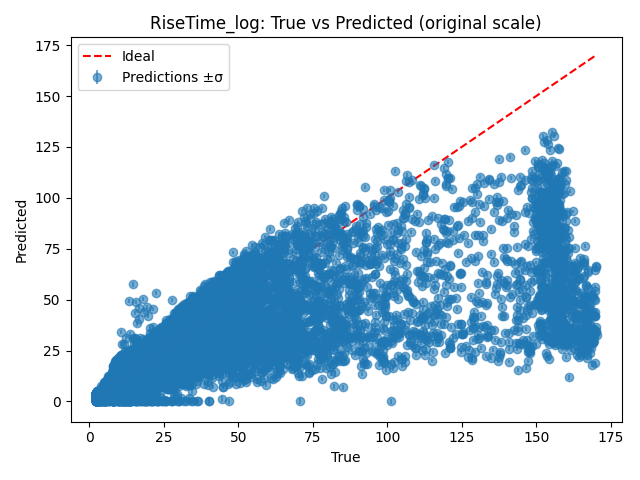 RiseTime_log: True vs Predicted (original scale)
Ideal
Predictions ±σ
175
150
125
100
75
50
25
0
Predicted
0 25 50 75 100 125 150 175
True